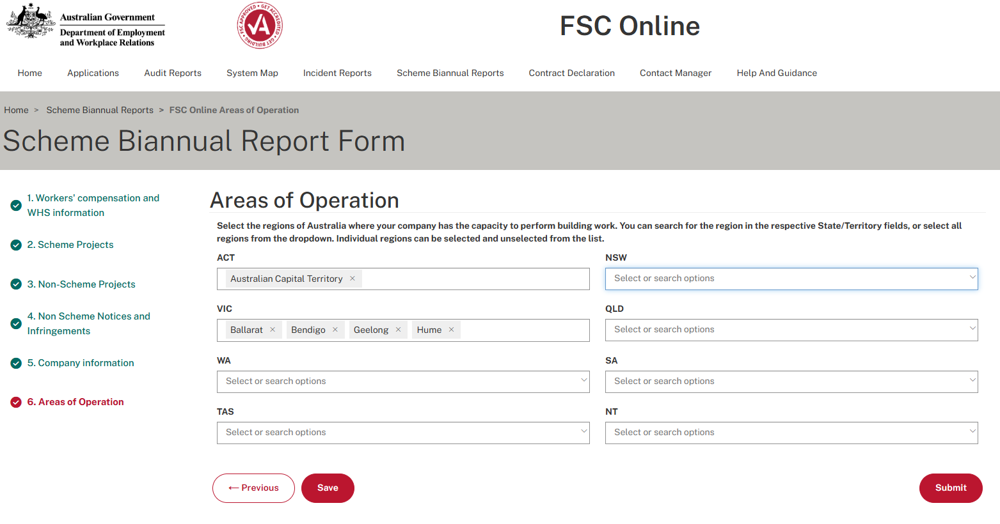 Australian Government
Department of Employment
and Workplace Relations
FSC APPROVED • GET ACCREDITED • GET BUILDING •
FSC Online
Home Applications Audit Reports System Map Incident Reports Scheme Biannual Reports Contract Declaration Contact Manager Help And Guidance
Home > Scheme Biannual Reports > FSC Online Areas of Operation
Scheme Biannual Report Form
1. Workers' compensation and
WHS information
2. Scheme Projects
3. Non-Scheme Projects
4. Non Scheme Notices and
Infringements
5. Company information
6. Areas of Operation
Areas of Operation
Select the regions of Australia where your company has the capacity to perform building work. You can search for the region in the respective State/Territory fields, or select all
regions from the dropdown. Individual regions can be selected and unselected from the list.
ACT
Australian Capital Territory ×
NSW
Select or search options
VIC
Ballarat × Bendigo × Geelong × Hume ×
QLD
Select or search options
WA
Select or search options
SA
Select or search options
TAS
Select or search options
NT
Select or search options
← Previous
Save
Submit